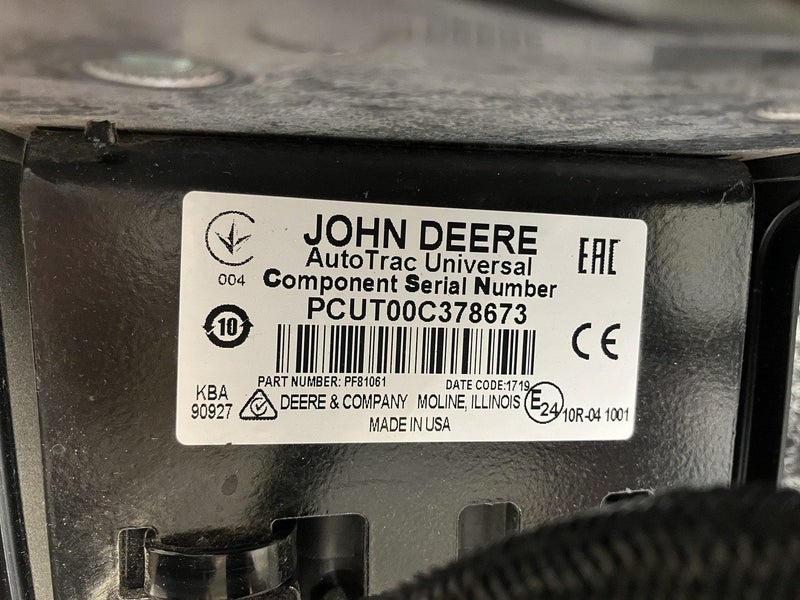 JOHN DEERE
AutoTrac Universal
Component Serial Number
PCUT00C378673
004
EAC
10
CE
PART NUMBER: PF81061 DATE CODE:1719
KBA
90927
DEERE & COMPANY MOLINE, ILLINOIS
E24
10R-04 1001
MADE IN USA